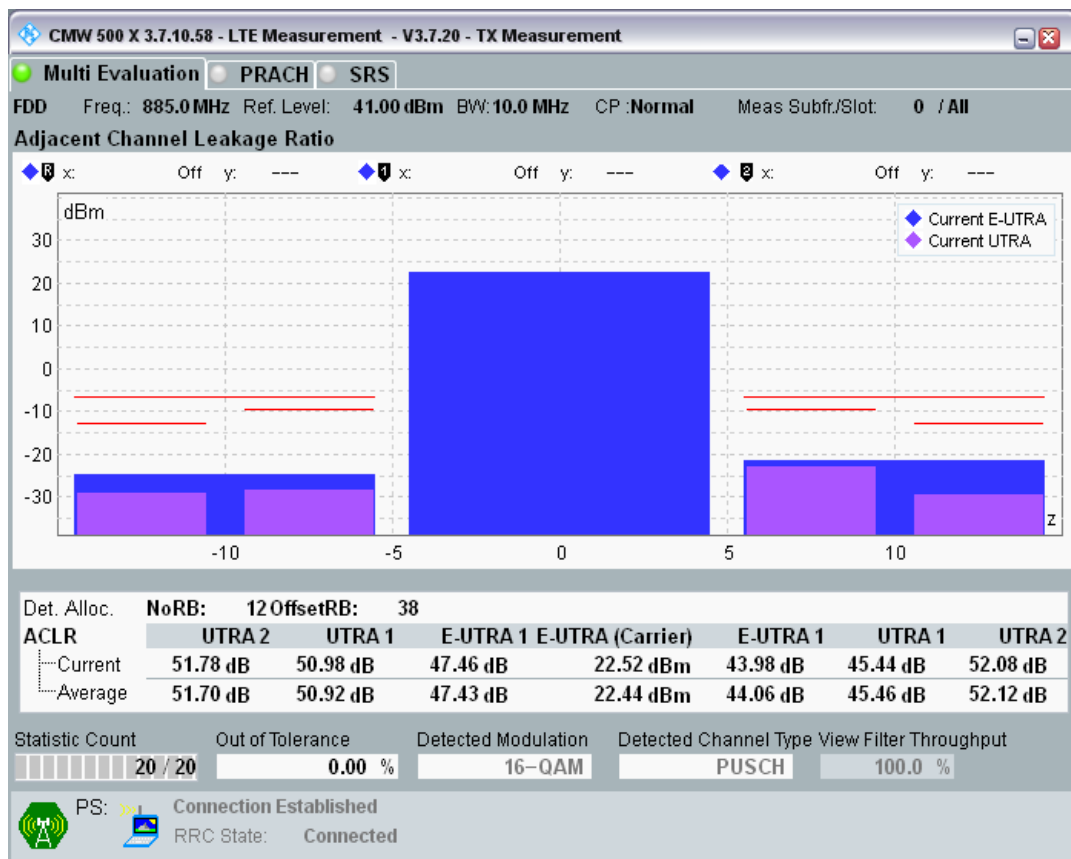 CMW 500 X 3.7.10.58 - LTE Measurement - V3.7.20 - TX Measurement
Multi Evaluation PRACH SRS
FDD Freq.: 885.0 MHz Ref. Level: 41.00 dBm BW: 10.0 MHz CP :Normal Meas Subfr./Slot: 0 / All
Adjacent Channel Leakage Ratio
R x: Off y: --- 1 x: Off y: --- 2 x: Off y: ---
dBm
Current E-UTRA
Current UTRA
30
20
10
0
-10
-20
-30
z
-10 -5 0 5 10
Det. Alloc. NoRB: 12 OffsetRB: 38
ACLR UTRA 2 UTRA 1 E-UTRA 1 E-UTRA (Carrier) E-UTRA 1 UTRA 1 UTRA 2
Current 51.78 dB 50.98 dB 47.46 dB 22.52 dBm 43.98 dB 45.44 dB 52.08 dB
Average 51.70 dB 50.92 dB 47.43 dB 22.44 dBm 44.06 dB 45.46 dB 52.12 dB
Statistic Count Out of Tolerance Detected Modulation Detected Channel Type View Filter Throughput
20 / 20 0.00 % 16-QAM PUSCH 100.0 %
PS: Connection Established
RRC State: Connected